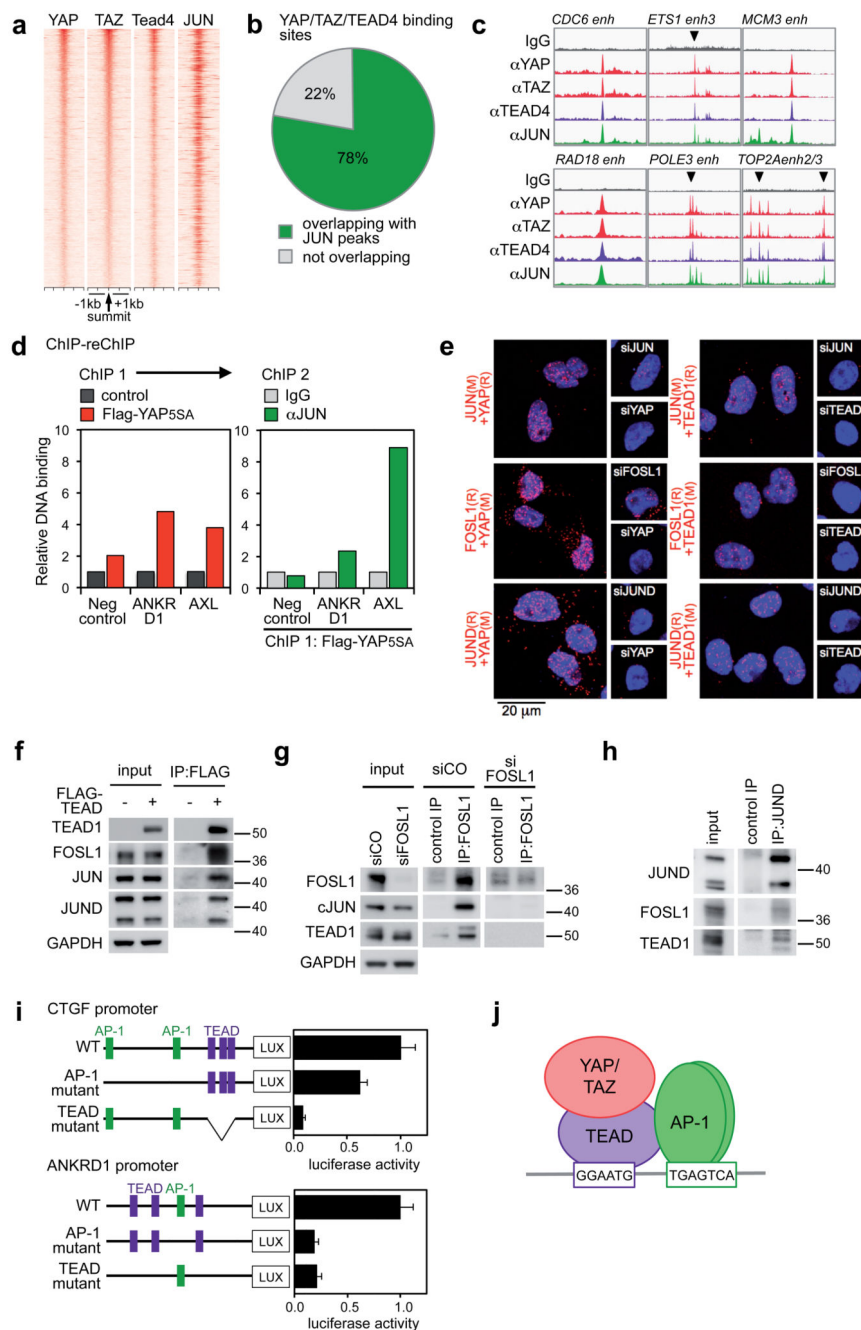 a
YAP TAZ Tead4 JUN
-1kb +1kb
summit
b
YAP/TAZ/TEAD4 binding
sites
22%
78%
overlapping with
JUN peaks
not overlapping
c
CDC6 enh ETS1 enh3 MCM3 enh
IgG
αYAP
αTAZ
αTEAD4
αJUN
RAD18 enh POLE3 enh TOP2Aenh2/3
IgG
αYAP
αTAZ
αTEAD4
αJUN
d
ChIP-reChIP
ChIP 1 ChIP 2
control IgG
Flag-YAP5SA αJUN
Relative DNA binding
10 10
8 8
6 6
4 4
2 2
0 0
Neg control
ANKR D1
AXL
Neg control
ANKR D1
AXL
ChIP 1: Flag-YAP5SA
e
JUN(M)
+YAP(R)
siJUN
siYAP
JUN(M)
+TEAD1(R)
siJUN
siTEAD
FOSL1(R)
+YAP(M)
siFOSL1
siYAP
FOSL1(R)
+TEAD1(M)
siFOSL
siTEAD
JUND(R)
+YAP(M)
siJUND
siYAP
JUND(R)
+TEAD1(M)
siJUND
siTEAD
20 μm
f
input IP:FLAG
FLAG-
TEAD
- + - +
TEAD1 50
FOSL1 36
JUN 40
JUND 40
40
GAPDH
g
input siCO si
FOSL1
siCO
siFOSL1
control IP
IP:FOSL1
control IP
IP:FOSL1
FOSL1 36
cJUN 40
TEAD1 50
GAPDH
h
input
control IP
IP:JUND
JUND 40
FOSL1 36
TEAD1 50
i
CTGF promoter
AP-1 AP-1 TEAD
WT LUX
AP-1
mutant LUX
TEAD
mutant LUX
0.0 0.5 1.0
luciferase activity
ANKRD1 promoter
TEAD AP-1
WT LUX
AP-1
mutant LUX
TEAD
mutant LUX
0.0 0.5 1.0
luciferase activity
j
YAP/
TAZ
TEAD AP-1
GGAATG TGAGTCA